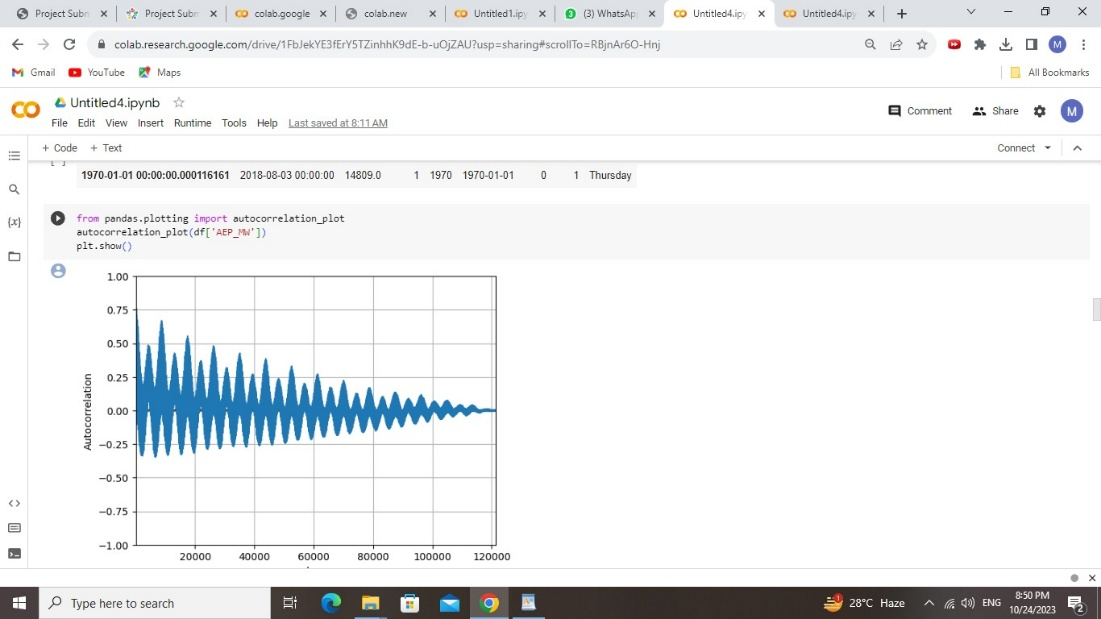 Project Subn
Project Subn
colab.google
colab.new
Untitled1.ipy
(3) WhatsAp
Untitled4.ipy
Untitled4.ipy
colab.research.google.com/drive/1FbJekYE3fErY5TZinhhK9dE-b-uOjZAU?usp=sharing#scrollTo=RBjnAr6O-Hnj
M
Gmail
YouTube
Maps
All Bookmarks
Untitled4.ipynb
Comment
Share
M
File Edit View Insert Runtime Tools Help Last saved at 8:11 AM
+ Code + Text
Connect
1970-01-01 00:00:00.000116161 2018-08-03 00:00:00 14809.0 1 1970 1970-01-01 0 1 Thursday
from pandas.plotting import autocorrelation_plot
autocorrelation_plot(df['AEP_MW'])
plt.show()
1.00
0.75
0.50
0.25
0.00
−0.25
−0.50
−0.75
−1.00
Autocorrelation
20000 40000 60000 80000 100000 120000
Type here to search
28°C Haze
ENG
8:50 PM
10/24/2023
2